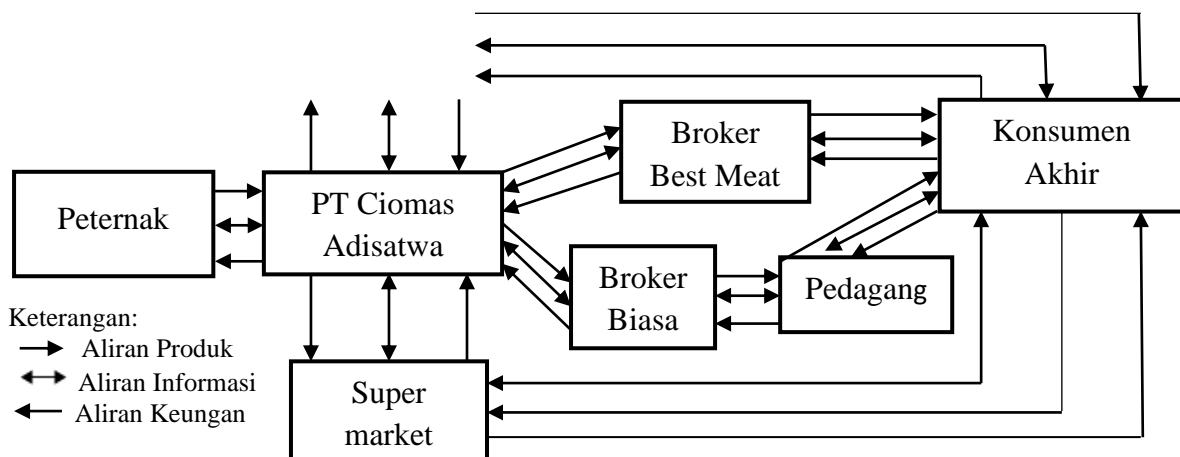 Broker
Best Meat
Konsumen
Akhir
Peternak
PT Ciomas
Adisatwa
Broker
Biasa
Pedagang
Super
market
Keterangan:
Aliran Produk
Aliran Informasi
Aliran Keungan